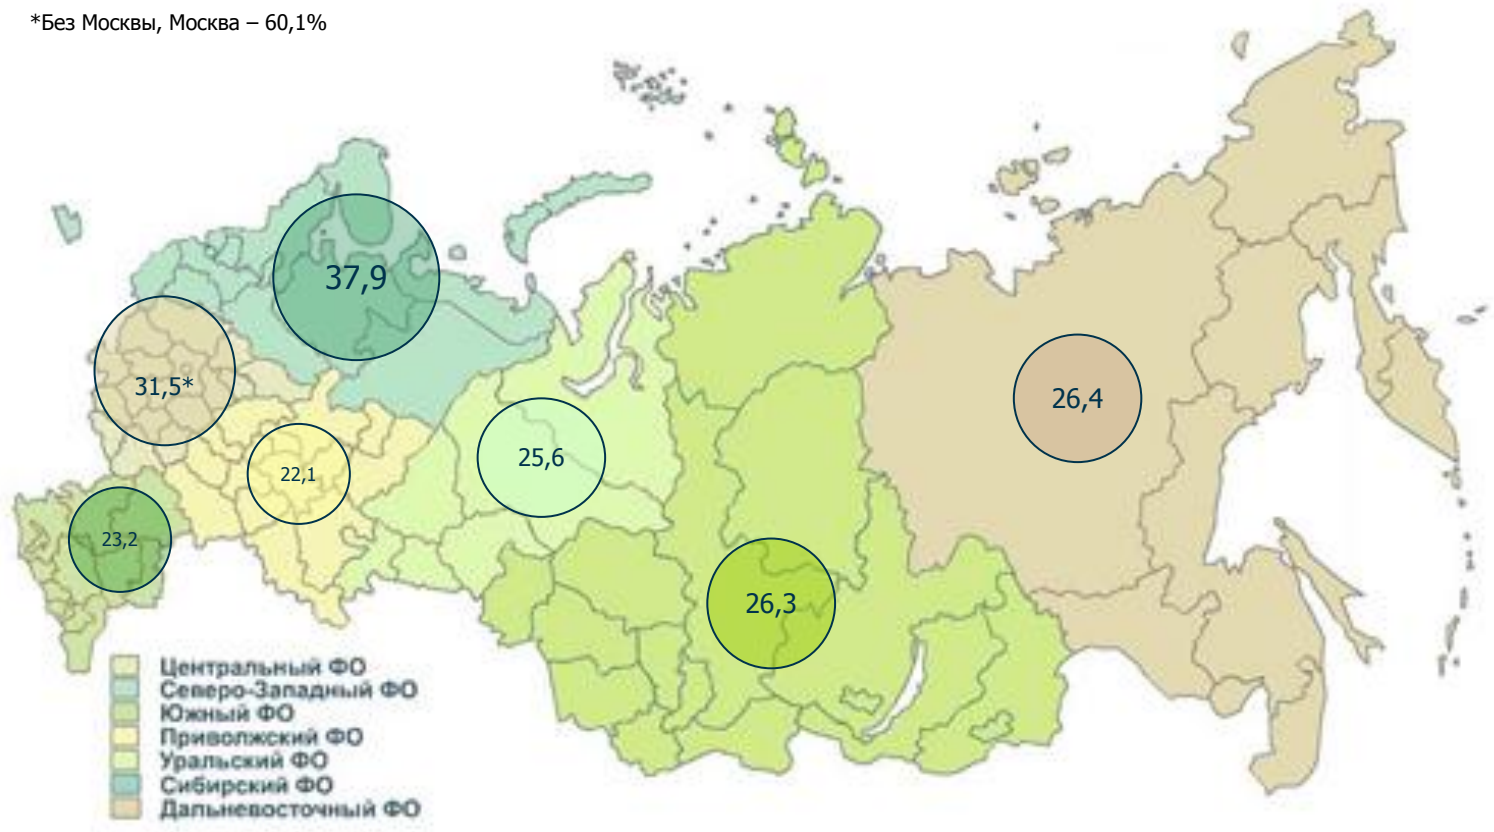 *Без Москвы, Москва – 60,1%
37,9
31,5*
26,4
25,6
22,1
23,2
26,3
Центральный ФО
Северо-Западный ФО
Южный ФО
Приволжский ФО
Уральский ФО
Сибирский ФО
Дальневосточный ФО